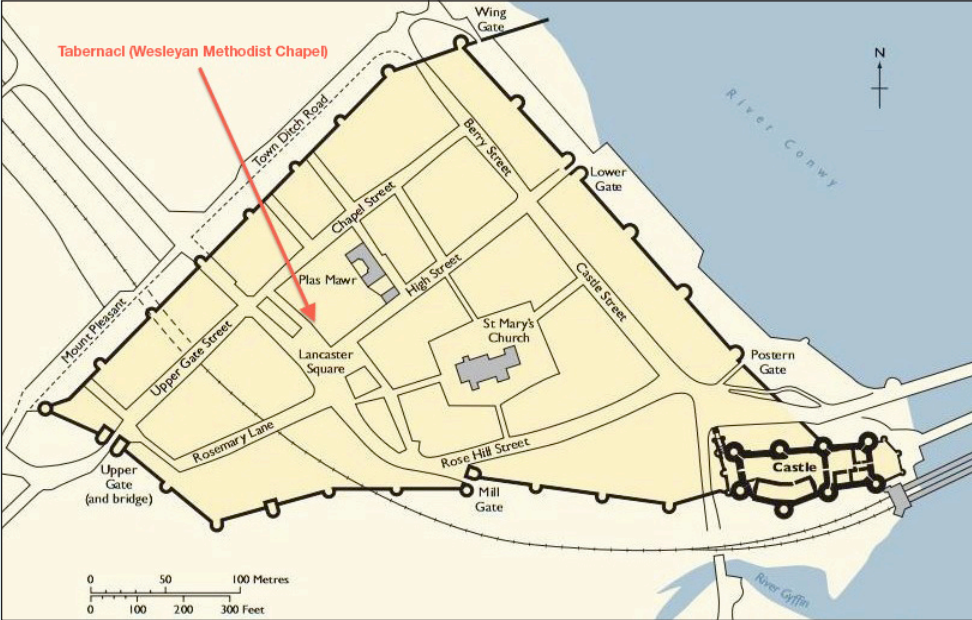 Wing
Gate
Tabernacl (Wesleyan Methodist Chapel)
N
Town Ditch Road
River Conwy
Berry Street
Lower
Gate
Chapel Street
Plas Mawr
High Street
Castle Street
Mount Pleasant
St Mary's
Church
Upper Gate Street
Lancaster
Square
Postern
Gate
Rosemary Lane
Rose Hill Street
Castle
Upper
Gate
(and bridge)
Mill
Gate
0 50 100 Metres
0 100 200 300 Feet
River Gyffin